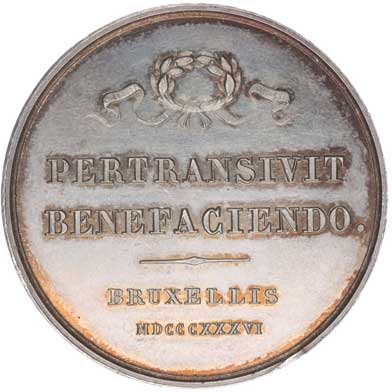 PERTRANSIVIT
BENEFACIENDO.
BRUXELLIS
MDCCCXXXVI